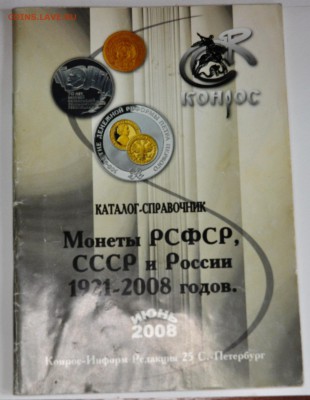 КОНРОС
КАТАЛОГ-СПРАВОЧНИК
Монеты РСФСР,
СССР и России
1921-2008 годов.
ИЮНЬ
2008
Конрос-Информ Редакция 25 С.-Петербург